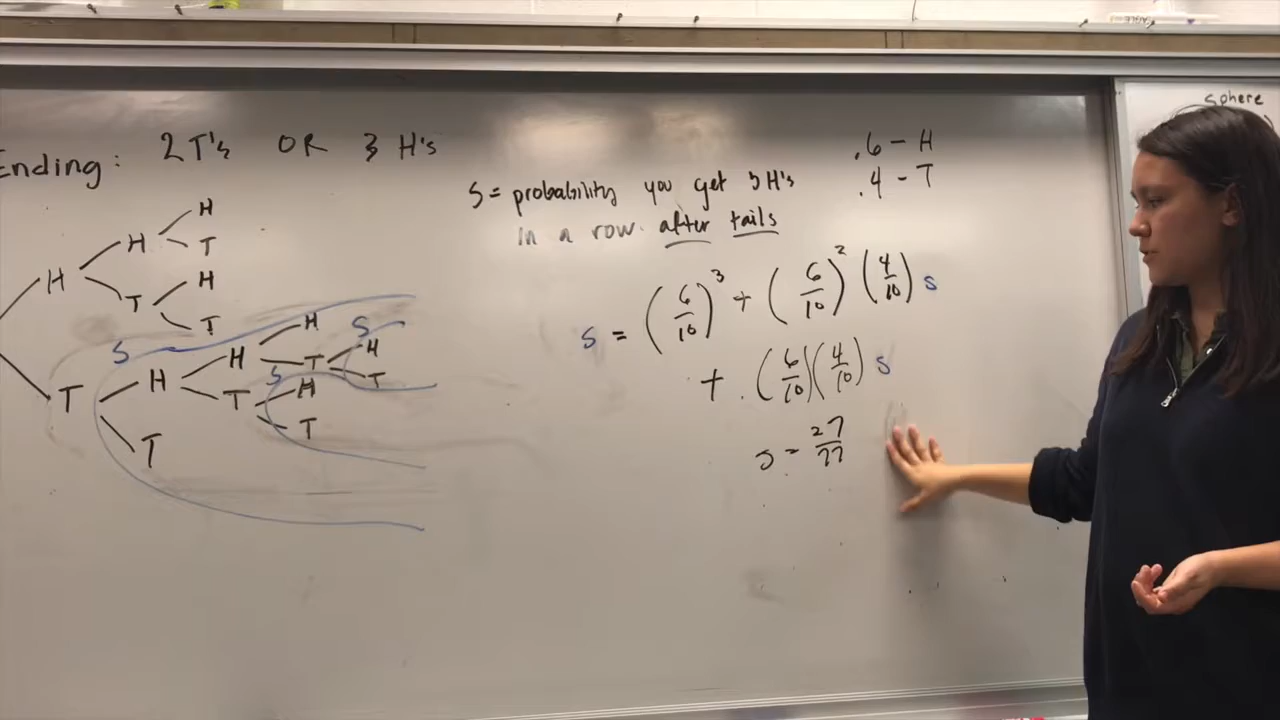 Ending: 2T's OR 3 H's
.6 - H
.4 - T
S = probability you get 3H's
in a row after tails
H
H
T
H
H
T
T
S
H
H
H
T
H
T
S
T
H
T
S
T
T
S = (6/10)³ + (6/10)² (4/10) S
+ (6/10)(4/10) S
S = 27/77
sphere